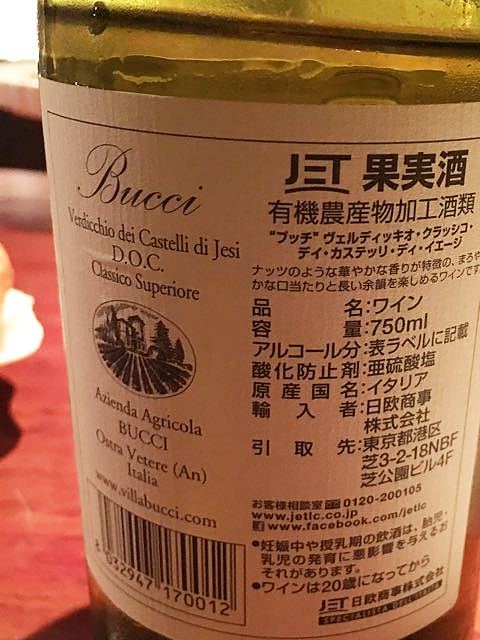 Bucci
Verdicchio dei Castelli di Jesi
D.O.C.
Classico Superiore
Azienda Agricola
BUCCI
Ostra Vetere (An)
Italia
www.villabucci.com
8 032967 170012
JET 果実酒
有機農産物加工酒類
"ブッチ" ヴェルディッキオ・クラッシコ・
デイ・カステッリ・ディ・イエージ
ナッツのような華やかな香りが特徴の、まろや
かな口当たりと長い余韻を楽しめるワインです
品名:ワイン
容量:750ml
アルコール分:表ラベルに記載
酸化防止剤:亜硫酸塩
原産国名:イタリア
輸入者:日欧商事
株式会社
引取先:東京都港区
芝3-2-18NBF
芝公園ビル4F
お客様相談室 0120-200105
www.jetlc.co.jp
www.facebook.com/jetlc
•妊娠中や授乳期の飲酒は、胎児・
乳児の発育に悪影響を与えるお
それがあります。
•ワインは20歳になってから
JET 日欧商事株式会社
SPECIALISTA DELL'ITALIA